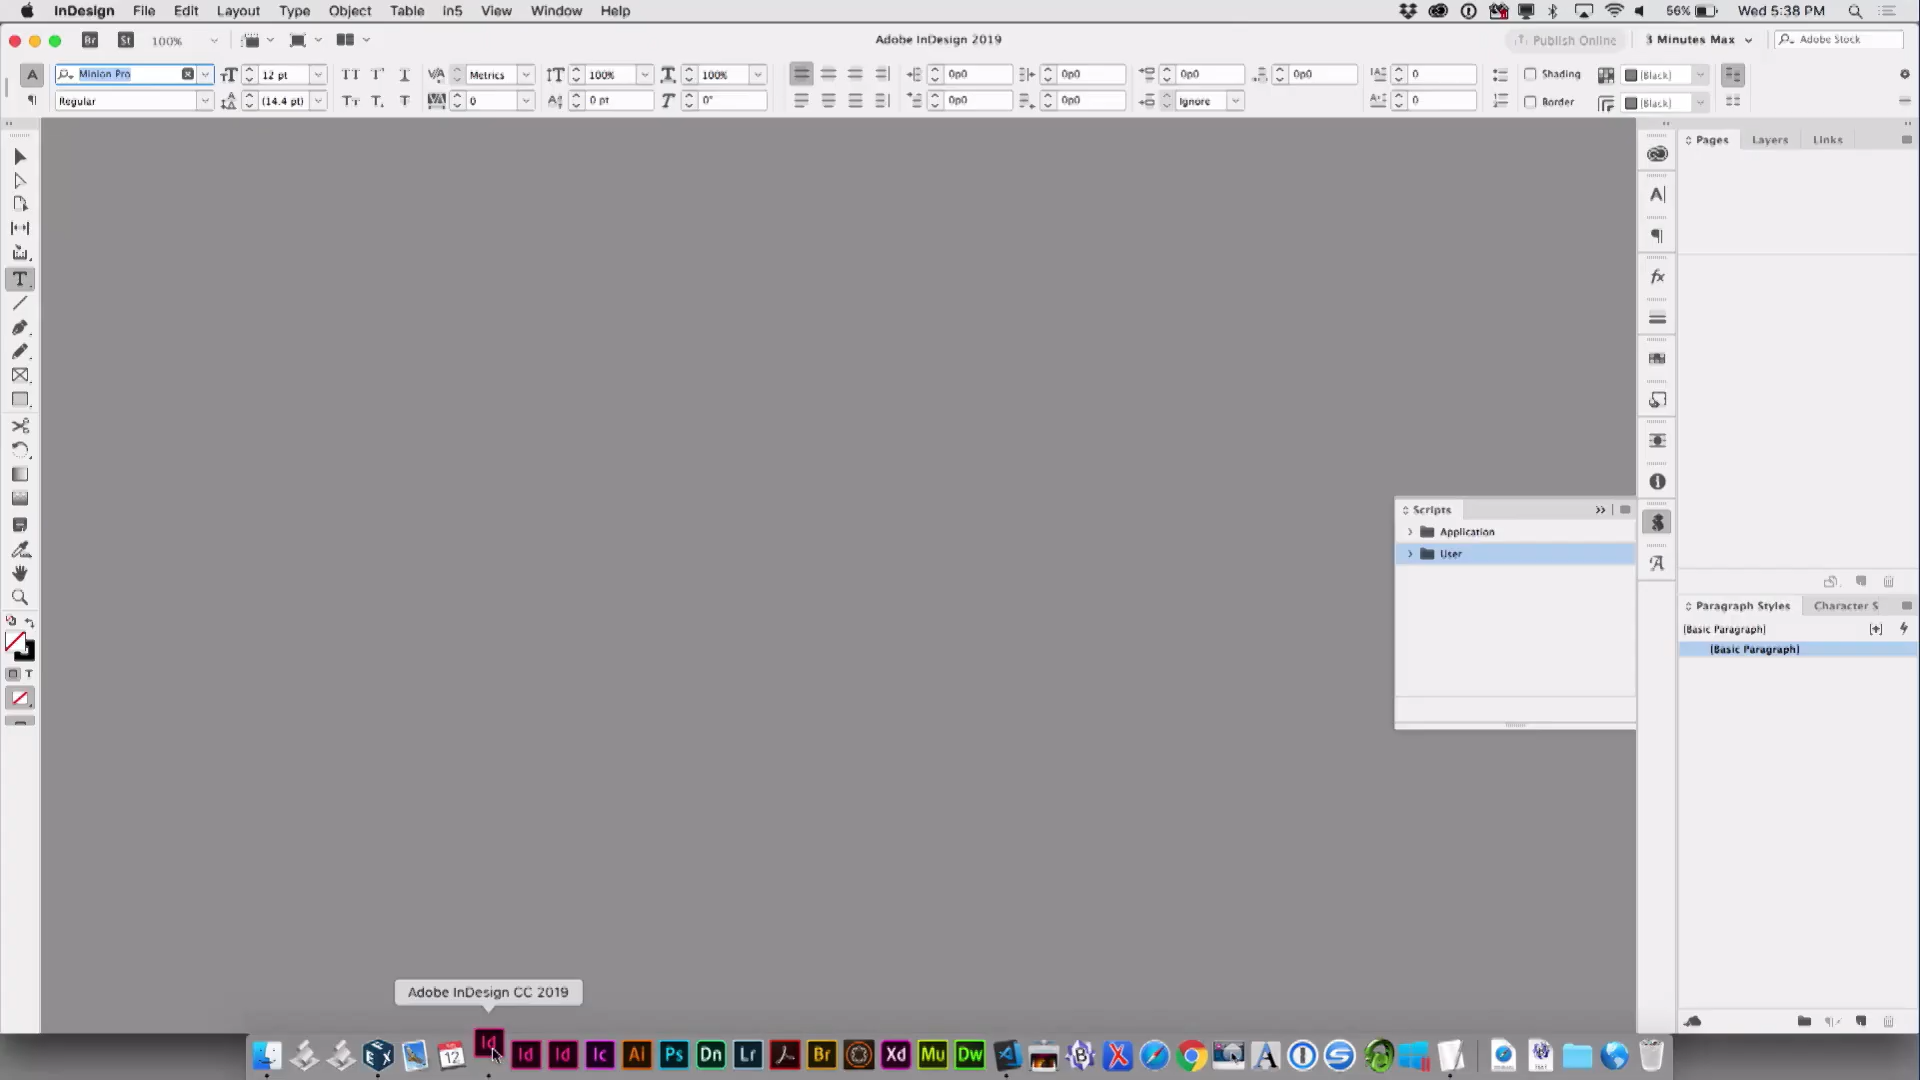 InDesign File Edit Layout Type Object Table in5 View Window Help 56% Wed 5:38 PM
Br St 100% Adobe InDesign 2019 Publish Online 3 Minutes Max Adobe Stock
A Minion Pro 12 pt Metrics 100% 100% 0p0 0p0 0p0 0p0 0 Shading [Black]
Regular (14.4 pt) 0 0 pt 0° 0p0 0p0 Ignore 0 Border [Black]
Pages Layers Links
Scripts
Application
User
Paragraph Styles Character S
[Basic Paragraph]
[Basic Paragraph]
Adobe InDesign CC 2019
EX 12 Id Id Id Ic Ai Ps Dn Lr Br Xd Mu Dw